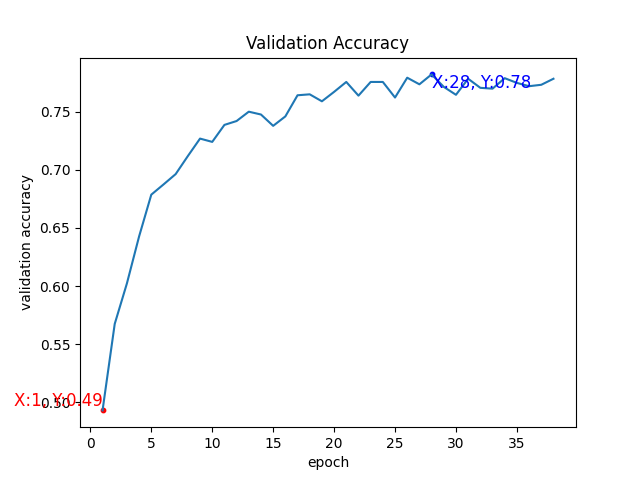 Validation Accuracy
validation accuracy
0.75
0.70
0.65
0.60
0.55
0.50
X:28, Y:0.78
X:1, Y:0.49
0 5 10 15 20 25 30 35
epoch